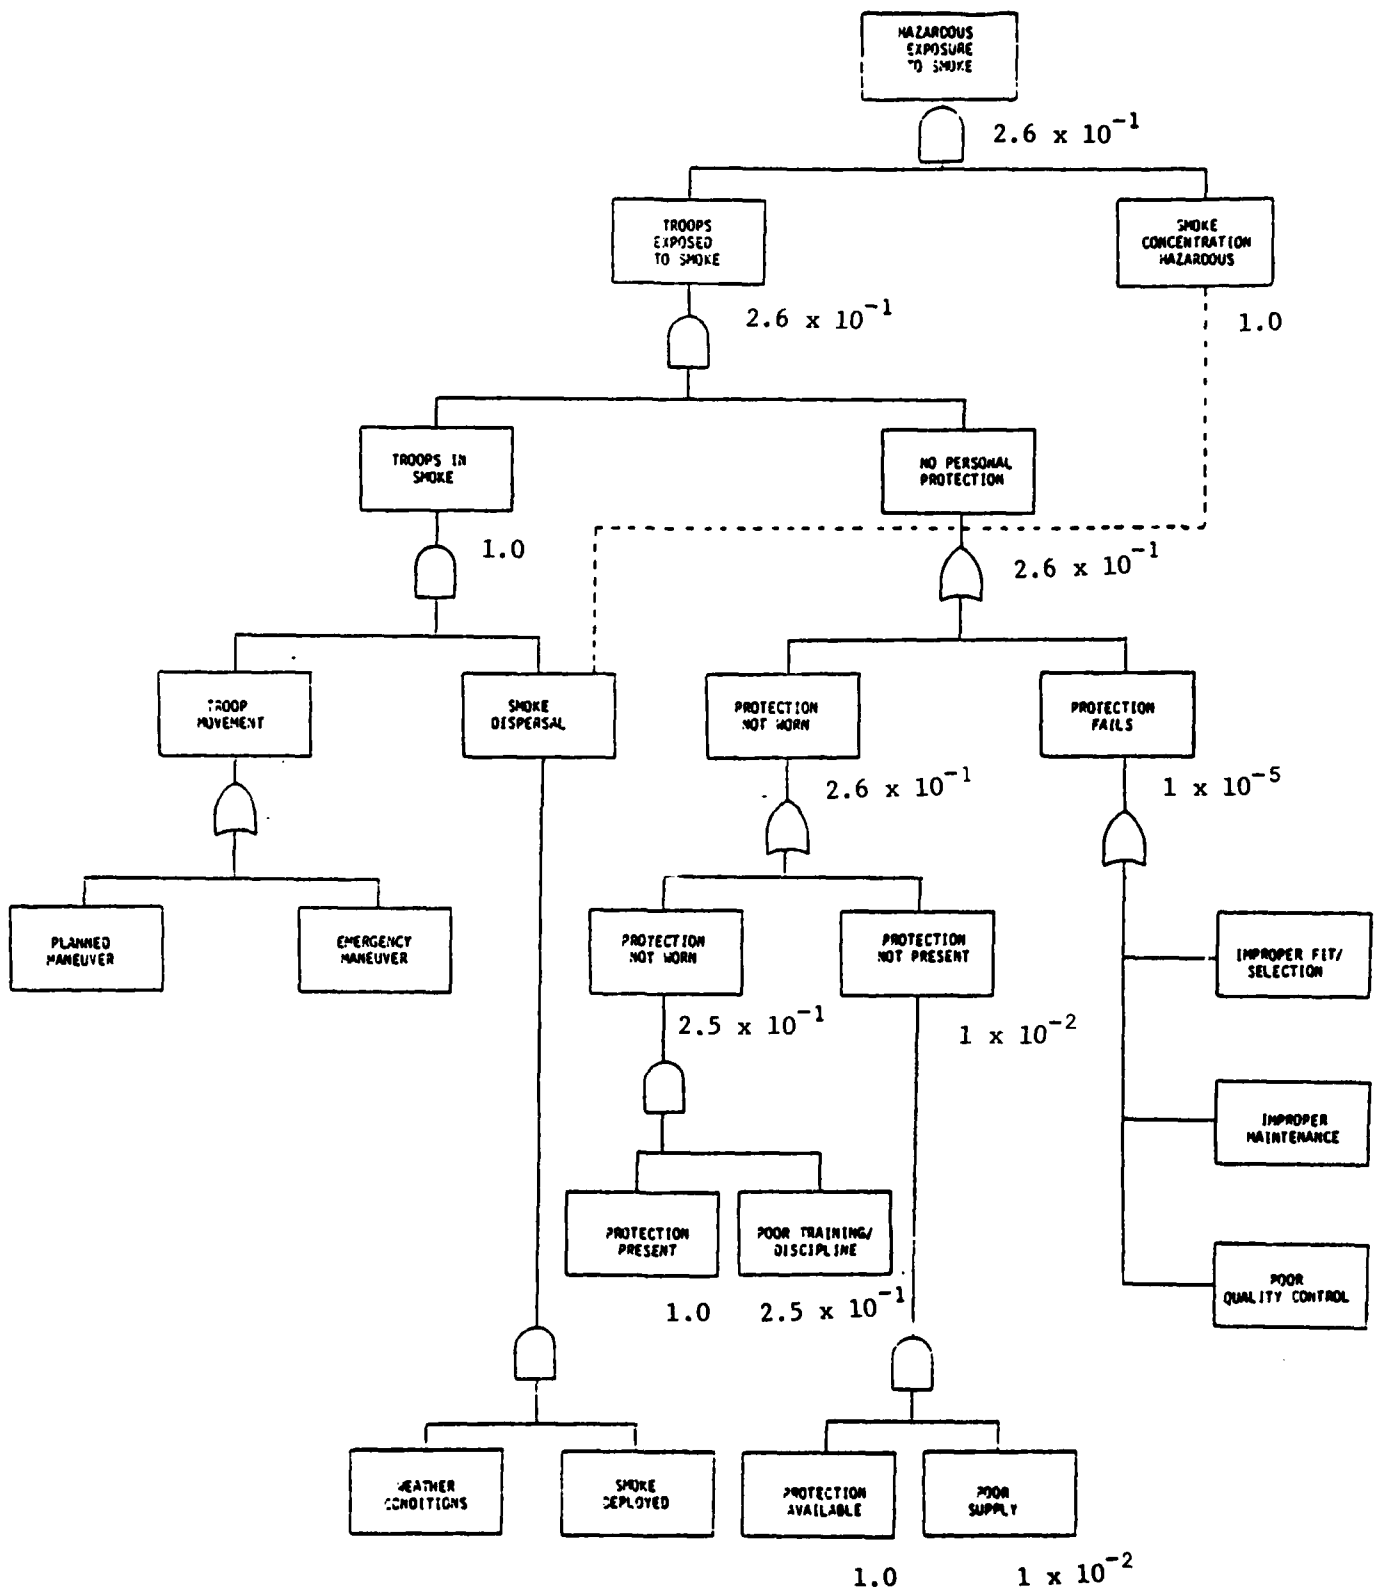 HAZARDOUS
EXPOSURE
TO SMOKE
2.6 x 10⁻¹
TROOPS
EXPOSED
TO SMOKE
SMOKE
CONCENTRATION
HAZARDOUS
2.6 x 10⁻¹
1.0
TROOPS IN
SMOKE
NO PERSONAL
PROTECTION
1.0
2.6 x 10⁻¹
TROOP
MOVEMENT
SMOKE
DISPERSAL
PROTECTION
NOT WORN
PROTECTION
FAILS
2.6 x 10⁻¹
1 x 10⁻⁵
PLANNED
MANEUVER
EMERGENCY
MANEUVER
PROTECTION
NOT WORN
PROTECTION
NOT PRESENT
IMPROPER FIT/
SELECTION
2.5 x 10⁻¹
1 x 10⁻²
IMPROPER
MAINTENANCE
PROTECTION
PRESENT
POOR TRAINING/
DISCIPLINE
POOR
QUALITY CONTROL
1.0
2.5 x 10⁻¹
WEATHER
CONDITIONS
SMOKE
DEPLOYED
PROTECTION
AVAILABLE
POOR
SUPPLY
1.0
1 x 10⁻²